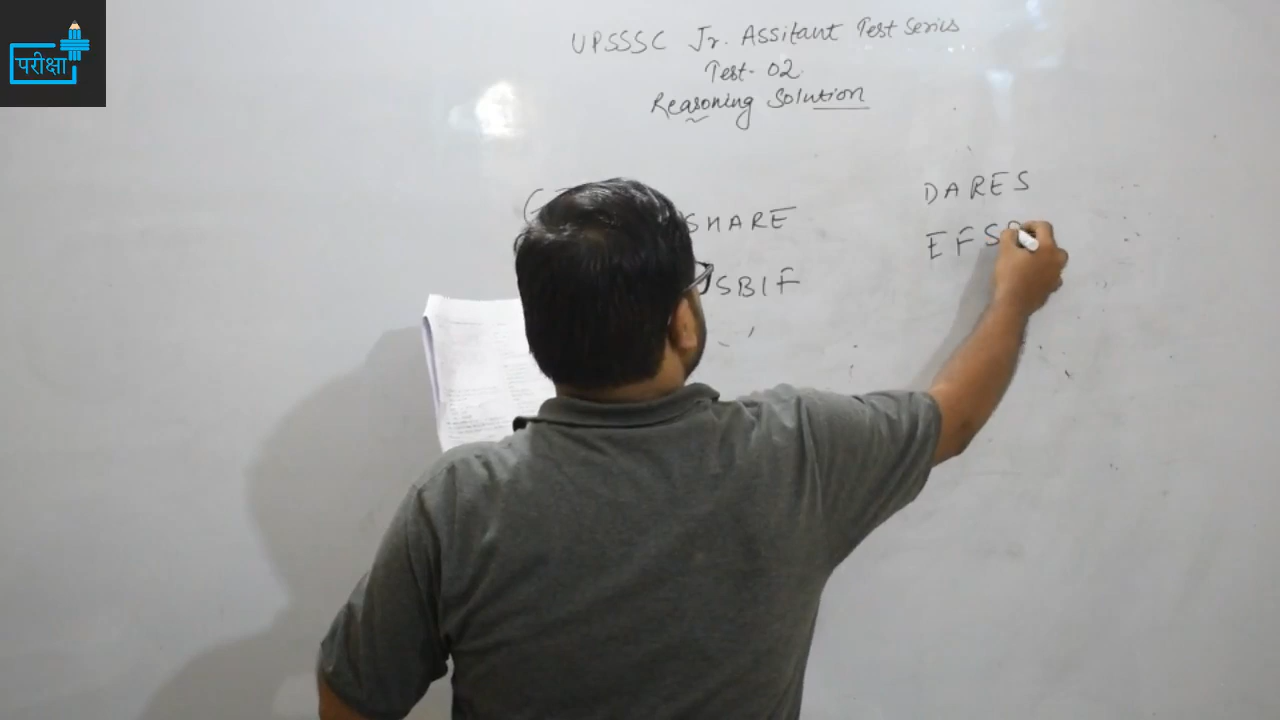 परीक्षा
UPSSSC Jr. Assitant Test Series
Test- 02
Reasoning Solution
SHARE
SBIF
DARES
EFS